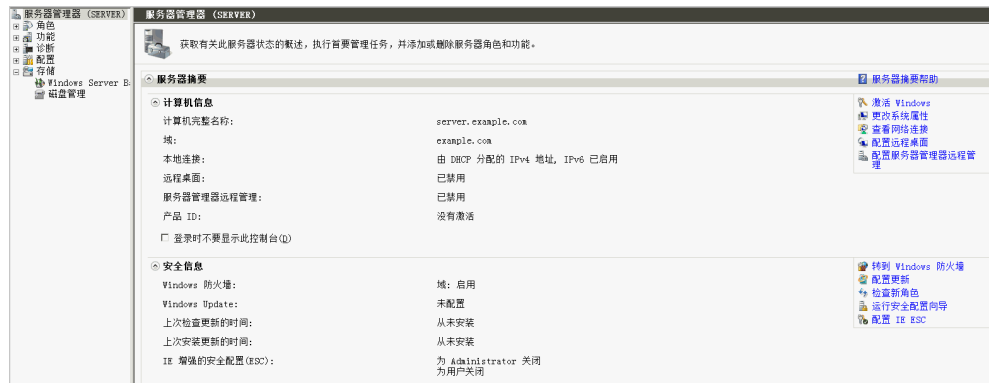 服务器管理器 (SERVER)
角色
功能
诊断
配置
存储
Windows Server B
磁盘管理
服务器管理器 (SERVER)
获取有关此服务器状态的概述，执行首要管理任务，并添加或删除服务器角色和功能。
服务器摘要
服务器摘要帮助
计算机信息
计算机完整名称: server.example.com
域: example.com
本地连接: 由 DHCP 分配的 IPv4 地址, IPv6 已启用
远程桌面: 已禁用
服务器管理器远程管理: 已禁用
产品 ID: 没有激活
登录时不要显示此控制台(D)
激活 Windows
更改系统属性
查看网络连接
配置远程桌面
配置服务器管理器远程管
理
安全信息
Windows 防火墙: 域: 启用
Windows Update: 未配置
上次检查更新的时间: 从未安装
上次安装更新的时间: 从未安装
IE 增强的安全配置(ESC): 为 Administrator 关闭
为用户关闭
转到 Windows 防火墙
配置更新
检查新角色
运行安全配置向导
配置 IE ESC